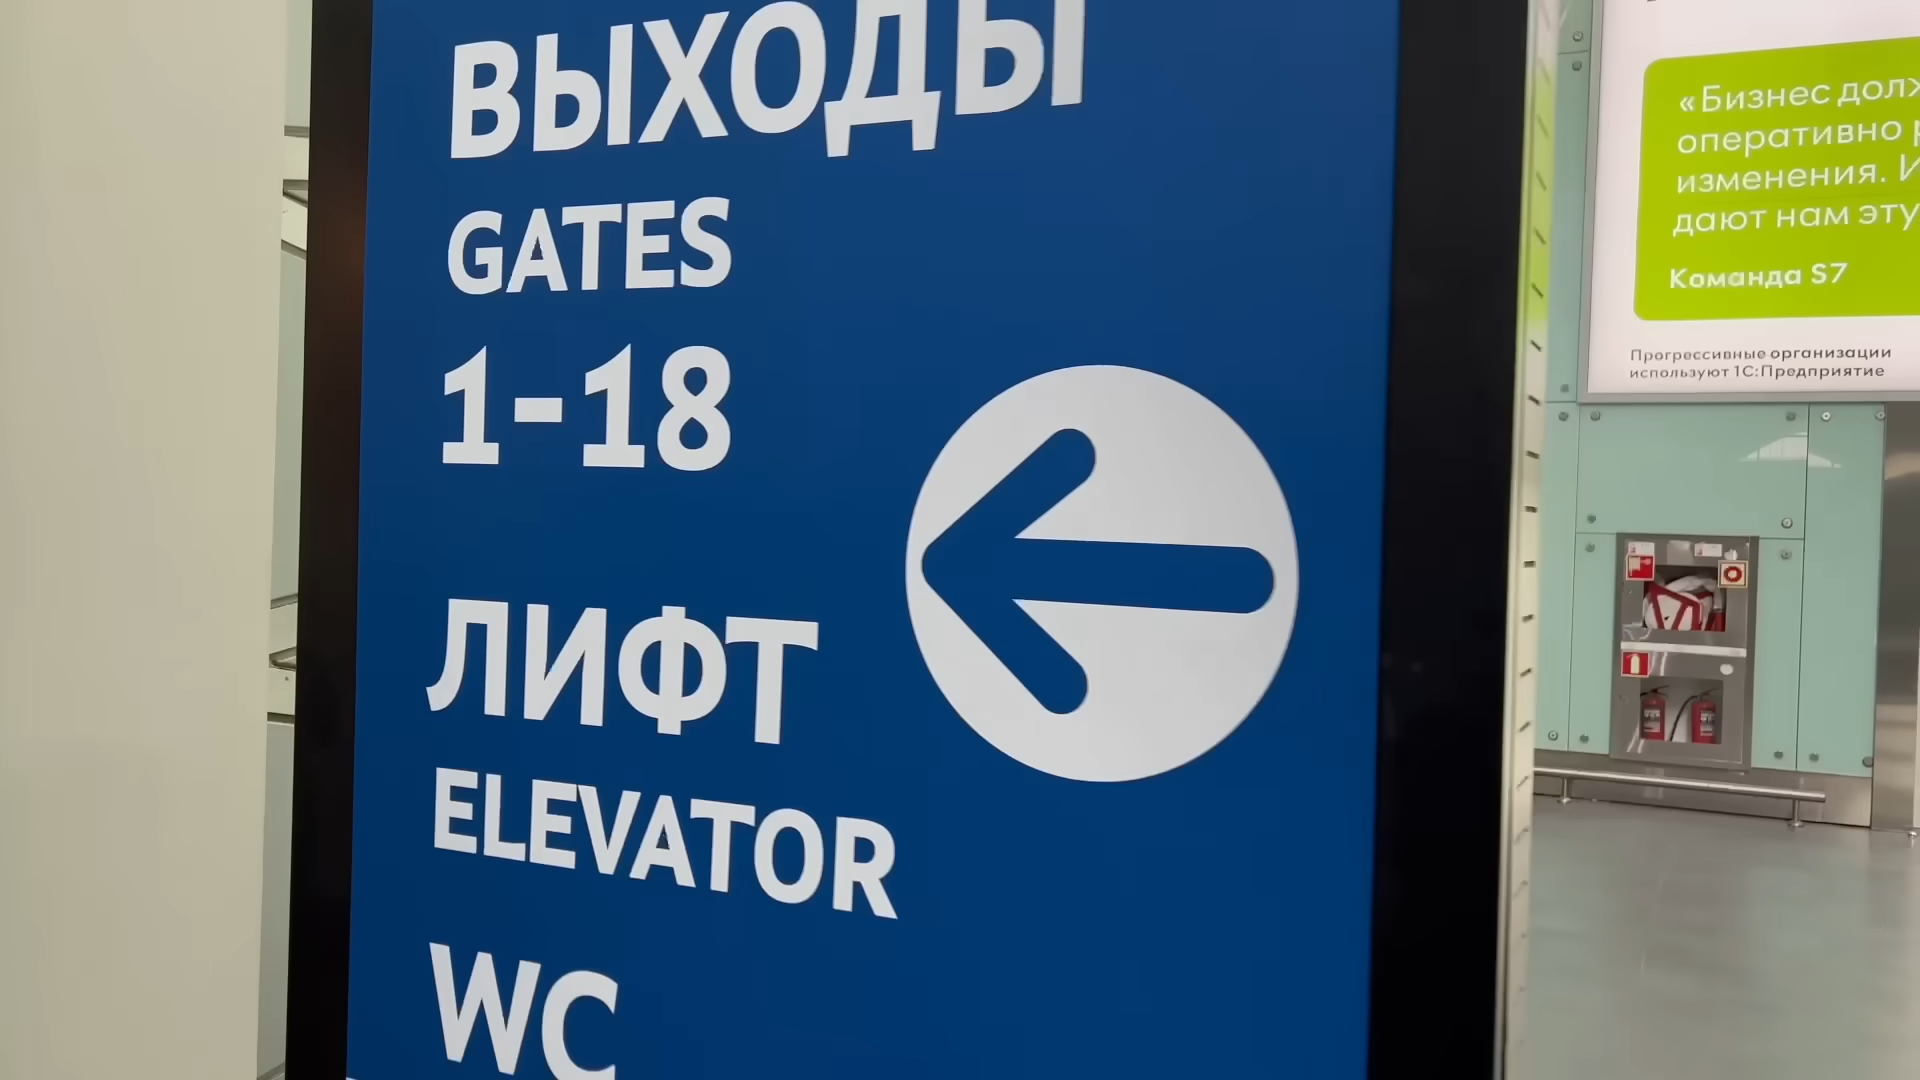 ВЫХОДЫ
GATES
1-18
ЛИФТ
ELEVATOR
WC
«Бизнес
оперативно
изменения.
дают нам эту
Команда S7
Прогрессивные организации
используют 1С:Предприятие